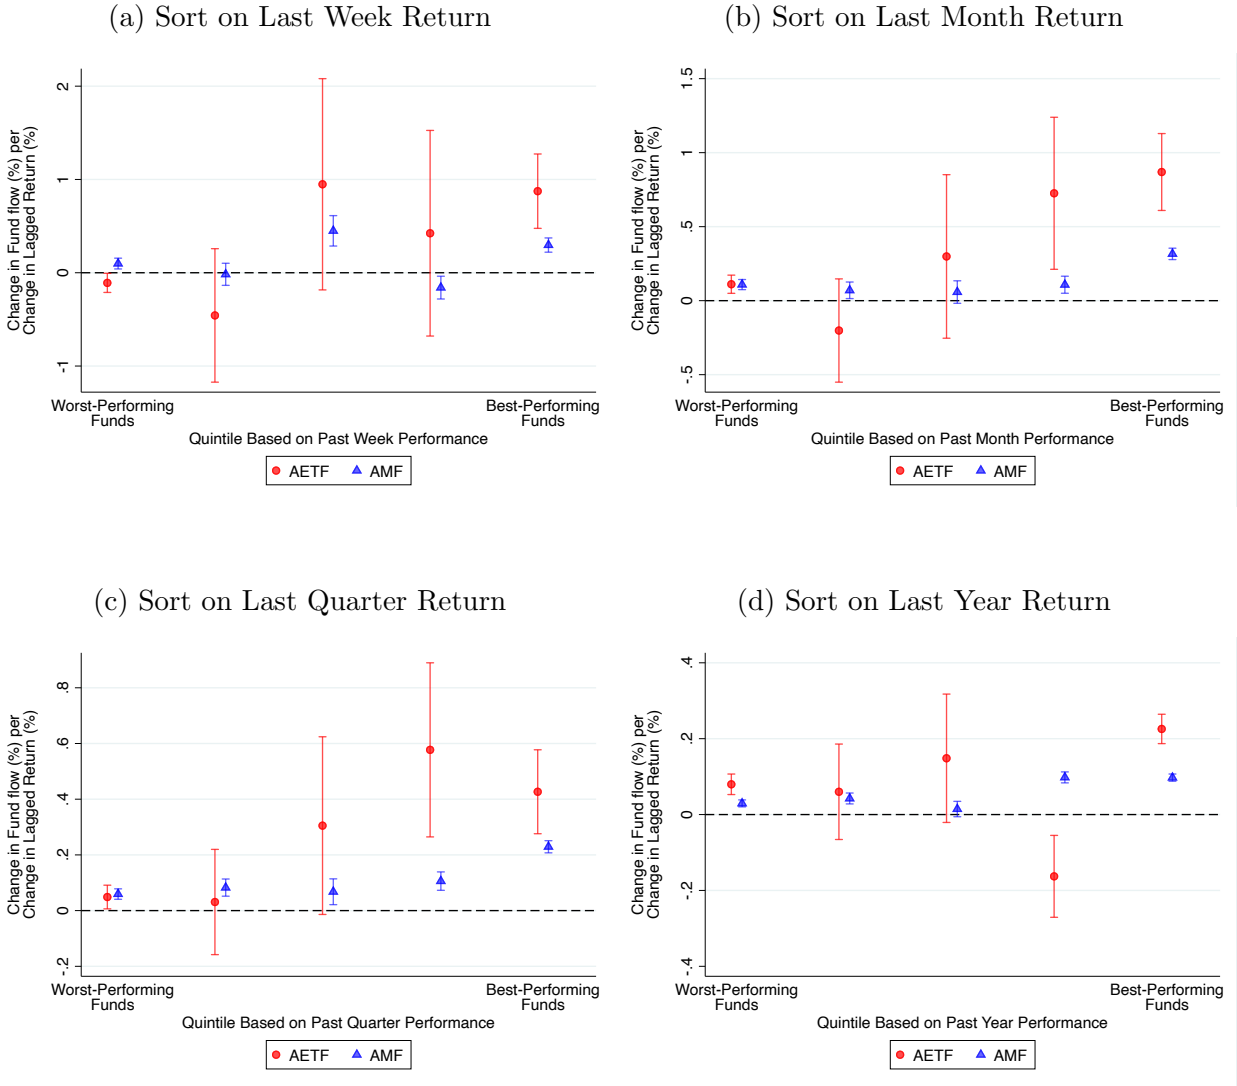 (a) Sort on Last Week Return
Change in Fund flow (%) per
Change in Lagged Return (%)
2
1
0
-1
Worst-Performing
Funds
Best-Performing
Funds
Quintile Based on Past Week Performance
AETF
AMF
(b) Sort on Last Month Return
Change in Fund flow (%) per
Change in Lagged Return (%)
1.5
1
.5
0
-.5
Worst-Performing
Funds
Best-Performing
Funds
Quintile Based on Past Month Performance
AETF
AMF
(c) Sort on Last Quarter Return
Change in Fund flow (%) per
Change in Lagged Return (%)
.8
.6
.4
.2
0
-.2
Worst-Performing
Funds
Best-Performing
Funds
Quintile Based on Past Quarter Performance
AETF
AMF
(d) Sort on Last Year Return
Change in Fund flow (%) per
Change in Lagged Return (%)
.4
.2
0
-.2
-.4
Worst-Performing
Funds
Best-Performing
Funds
Quintile Based on Past Year Performance
AETF
AMF